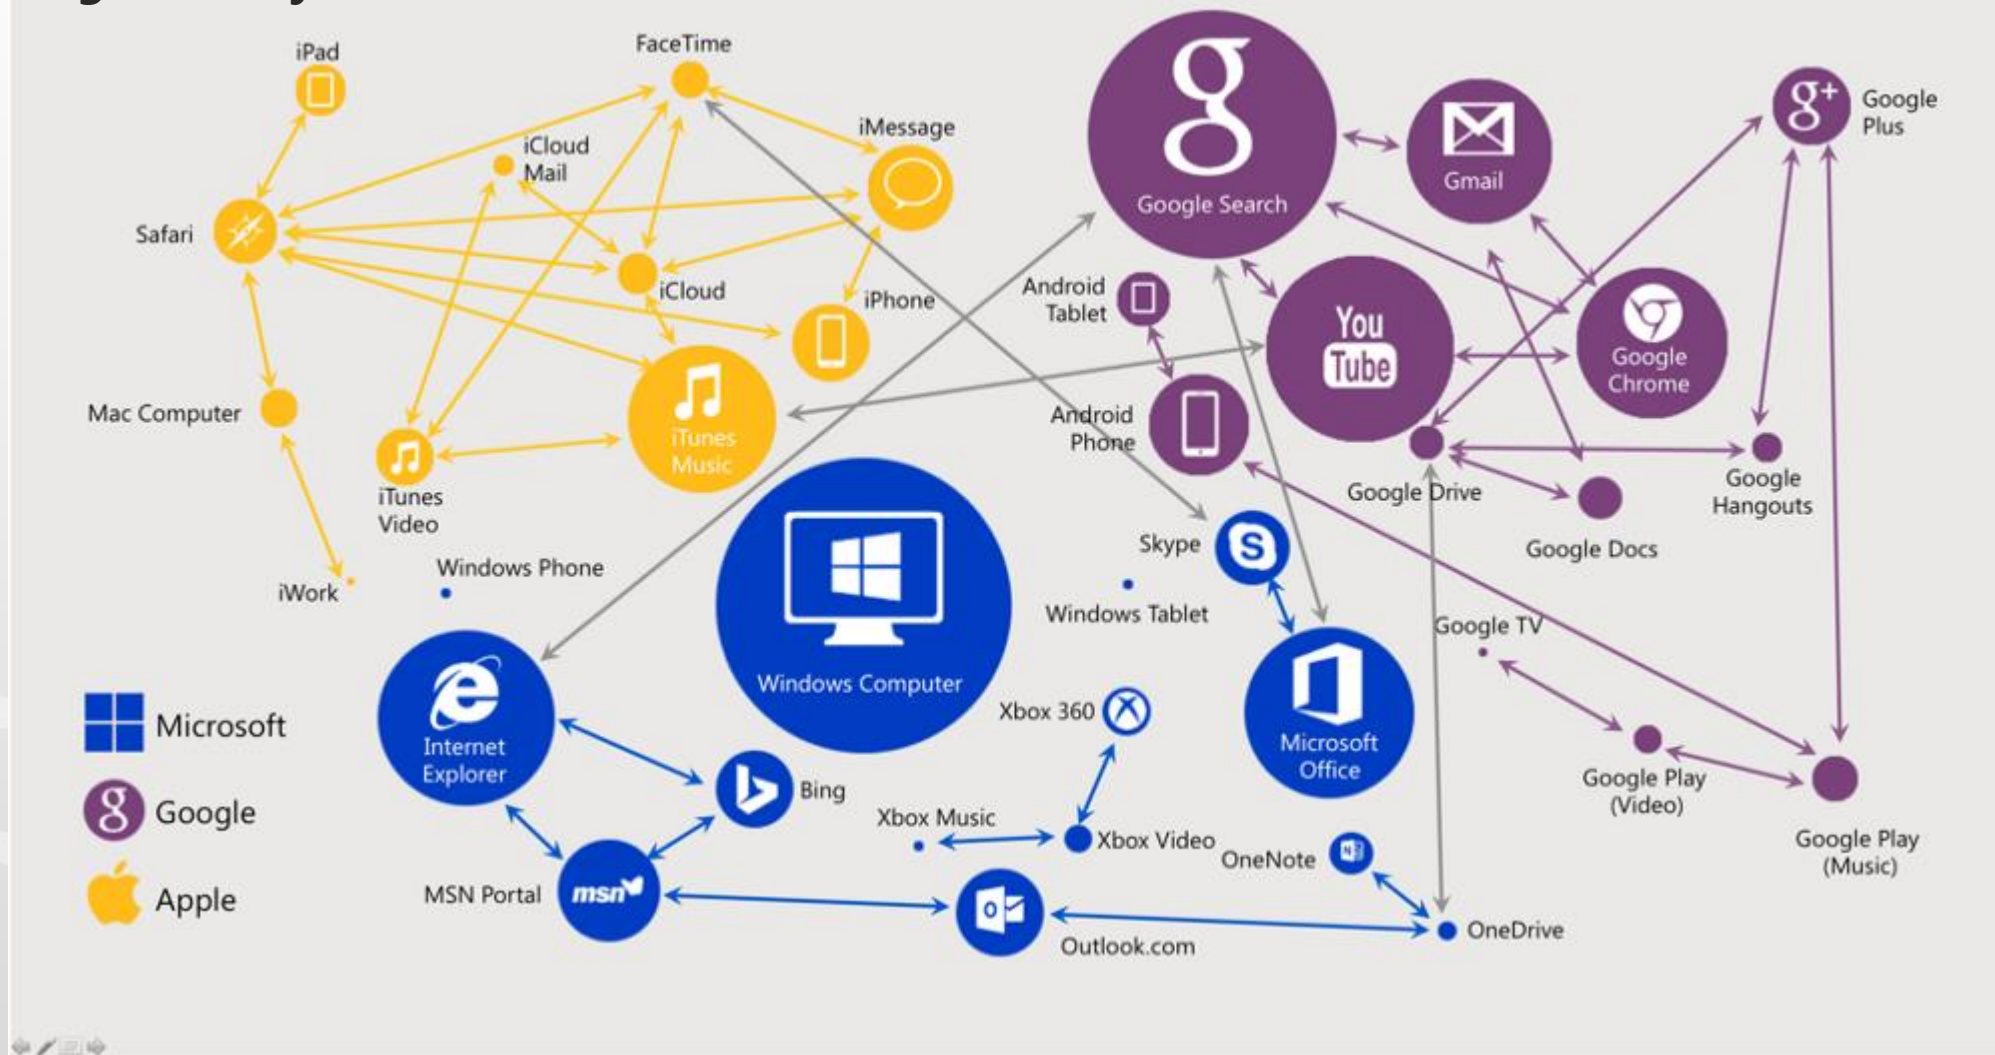 iPad
FaceTime
iCloud
Mail
iMessage
Safari
iCloud
iPhone
Mac Computer
iTunes
Music
iTunes
Video
iWork
g
Google Search
Gmail
g+
Google
Plus
Android
Tablet
You
Tube
Google
Chrome
Android
Phone
Google Drive
Google
Hangouts
Google Docs
Google TV
Google Play
(Video)
Google Play
(Music)
Windows Phone
Windows Computer
Skype
S
Windows Tablet
Internet
Explorer
Bing
MSN Portal
msn
Xbox 360
Xbox Music
Xbox Video
Microsoft
Office
OneNote
N
Outlook.com
OneDrive
Microsoft
g
Google
Apple